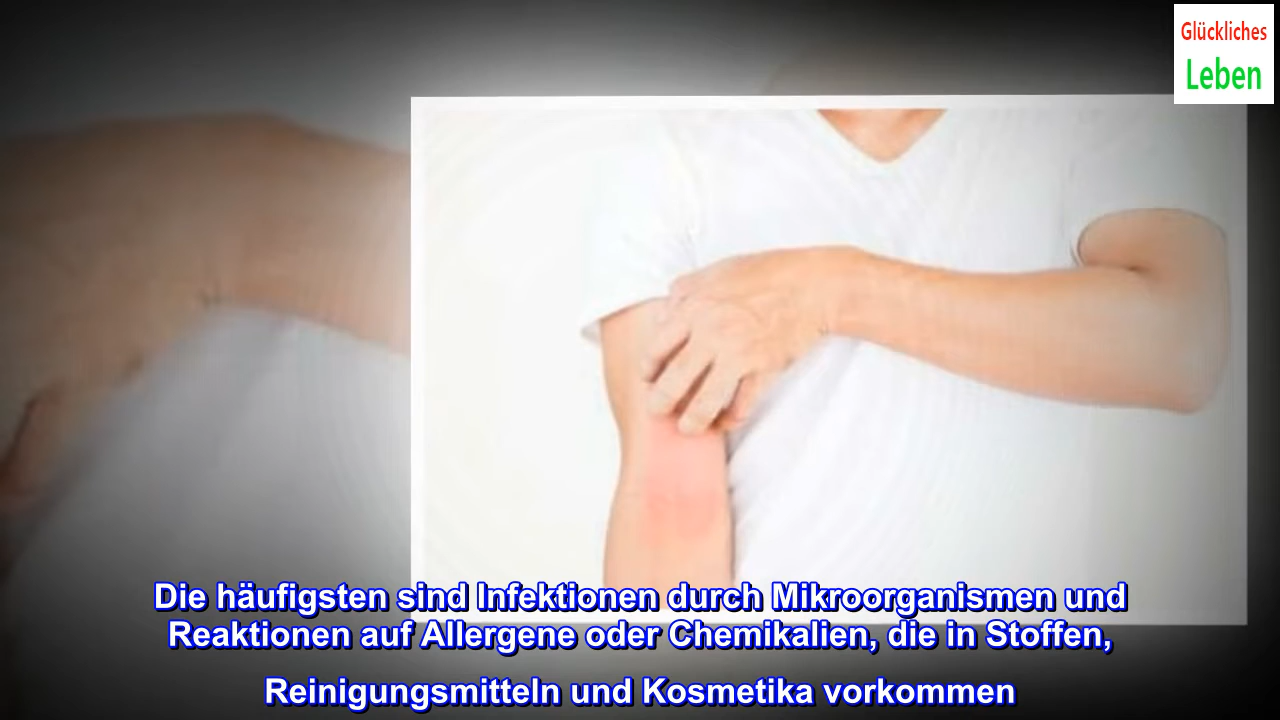 Glückliches
Leben
Die häufigsten sind Infektionen durch Mikroorganismen und
Reaktionen auf Allergene oder Chemikalien, die in Stoffen,
Reinigungsmitteln und Kosmetika vorkommen